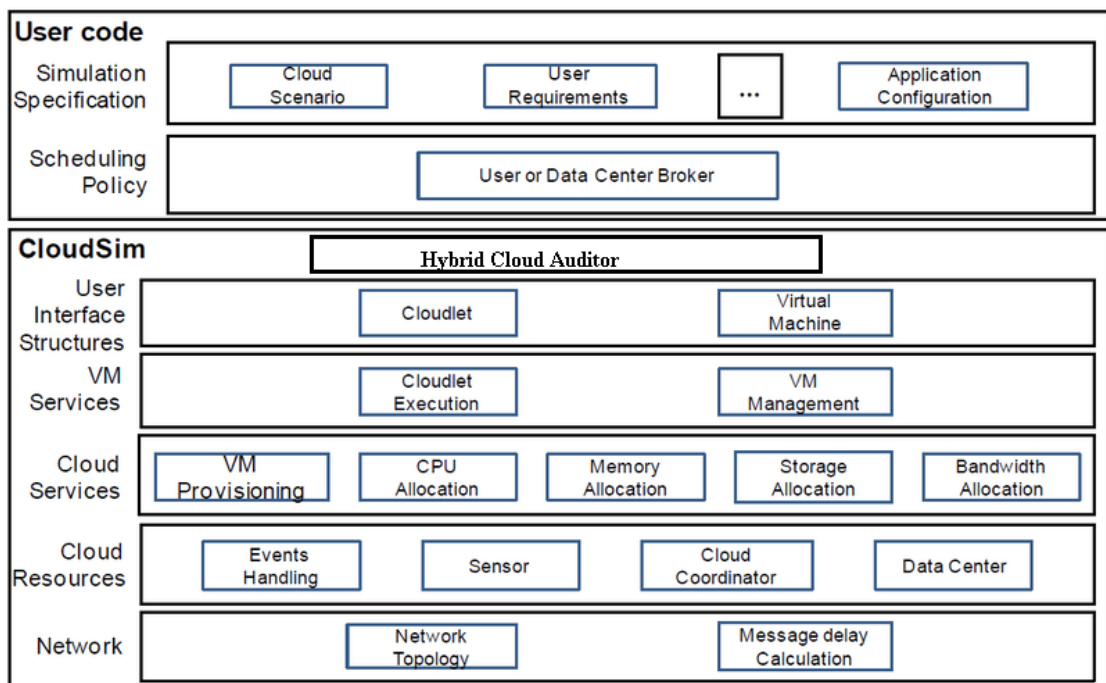 User code
Simulation
Specification
Cloud
Scenario
User
Requirements
...
Application
Configuration
Scheduling
Policy
User or Data Center Broker
CloudSim
Hybrid Cloud Auditor
User
Interface
Structures
Cloudlet
Virtual
Machine
VM
Services
Cloudlet
Execution
VM
Management
Cloud
Services
VM
Provisioning
CPU
Allocation
Memory
Allocation
Storage
Allocation
Bandwidth
Allocation
Cloud
Resources
Events
Handling
Sensor
Cloud
Coordinator
Data Center
Network
Network
Topology
Message delay
Calculation